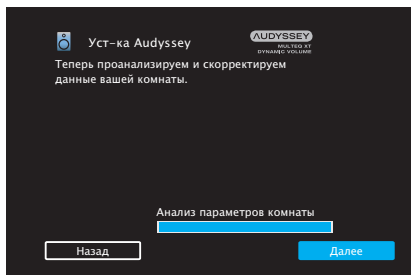 Уст-ка Audyssey
AUDYSSEY
MULTEQ XT
DYNAMIC VOLUME
Теперь проанализируем и скорректируем
данные вашей комнаты.
Анализ параметров комнаты
Назад
Далее